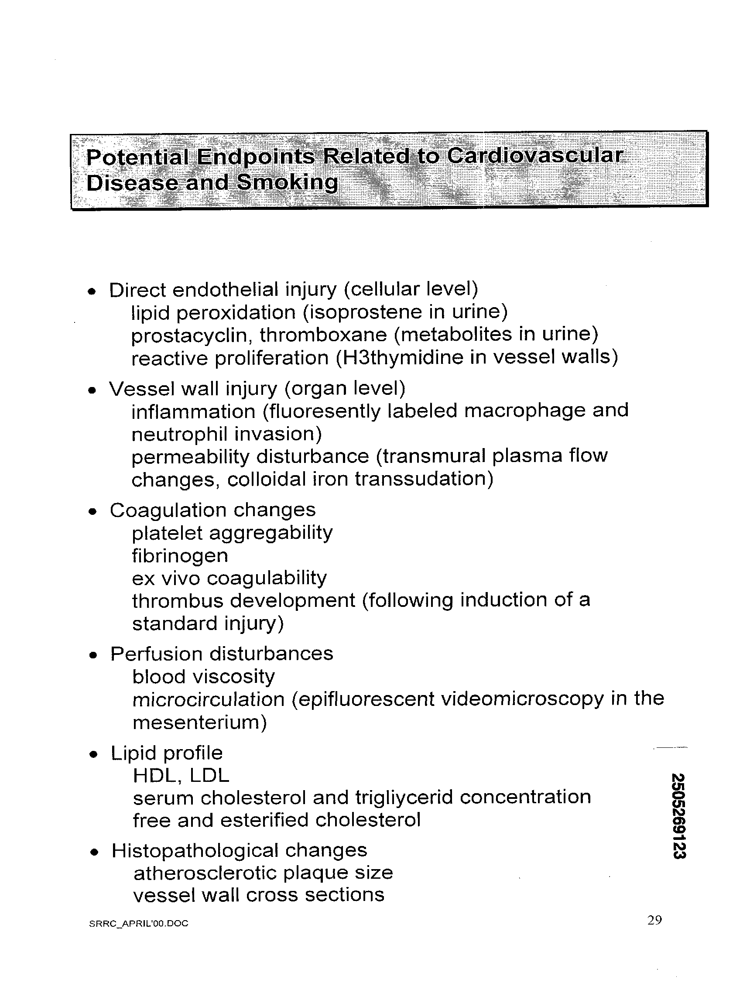 Potential Endpoints Related to Cardiovascular
Disease and Smoking
• Direct endothelial injury (cellular level)
lipid peroxidation (isoprostene in urine)
prostacyclin, thromboxane (metabolites in urine)
reactive proliferation (H3thymidine in vessel walls)
• Vessel wall injury (organ level)
inflammation (fluoresently labeled macrophage and
neutrophil invasion)
permeability disturbance (transmural plasma flow
changes, colloidal iron transsudation)
• Coagulation changes
platelet aggregability
fibrinogen
ex vivo coagulability
thrombus development (following induction of a
standard injury)
• Perfusion disturbances
blood viscosity
microcirculation (epifluorescent videomicroscopy in the
mesenterium)
• Lipid profile
HDL, LDL
serum cholesterol and trigliycerid concentration
free and esterified cholesterol
• Histopathological changes
atherosclerotic plaque size
vessel wall cross sections
2505269123
SRRC_APRIL'00.DOC
29